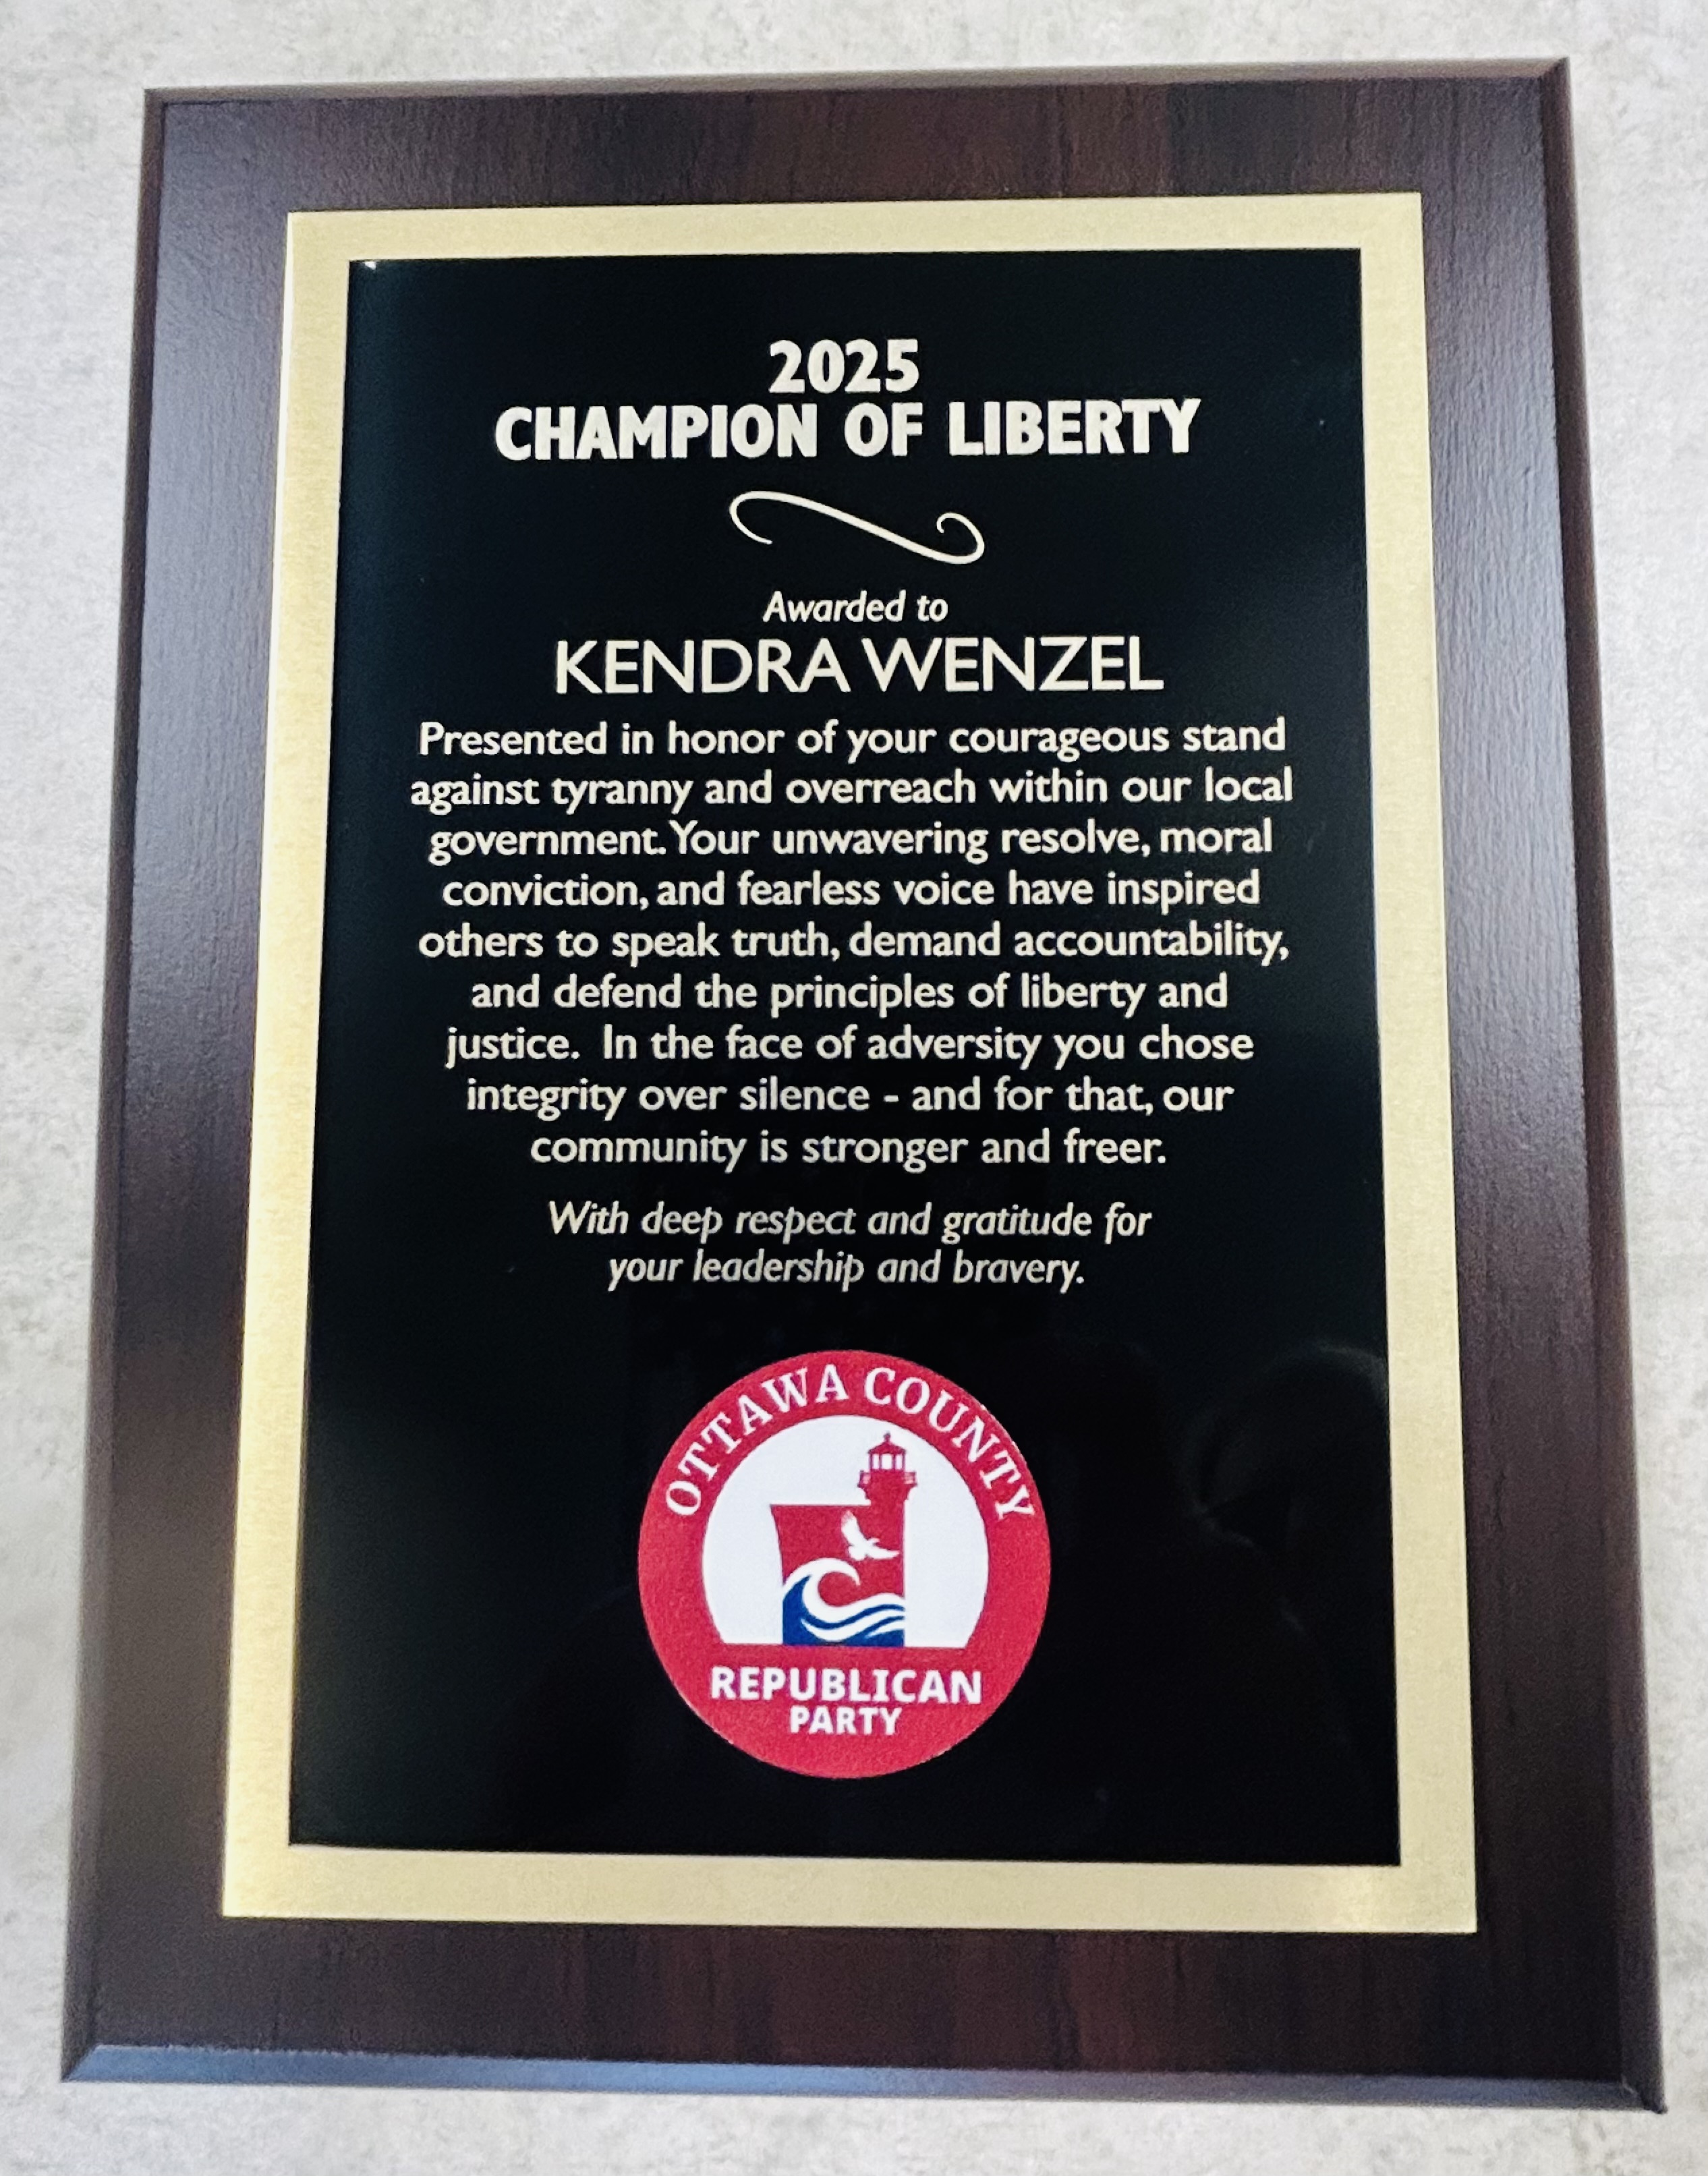 2025
CHAMPION OF LIBERTY
Awarded to
KENDRA WENZEL
Presented in honor of your courageous stand
against tyranny and overreach within our local
government. Your unwavering resolve, moral
conviction, and fearless voice have inspired
others to speak truth, demand accountability,
and defend the principles of liberty and
justice. In the face of adversity you chose
integrity over silence - and for that, our
community is stronger and freer.
With deep respect and gratitude for
your leadership and bravery.
OTTAWA COUNTY
REPUBLICAN
PARTY